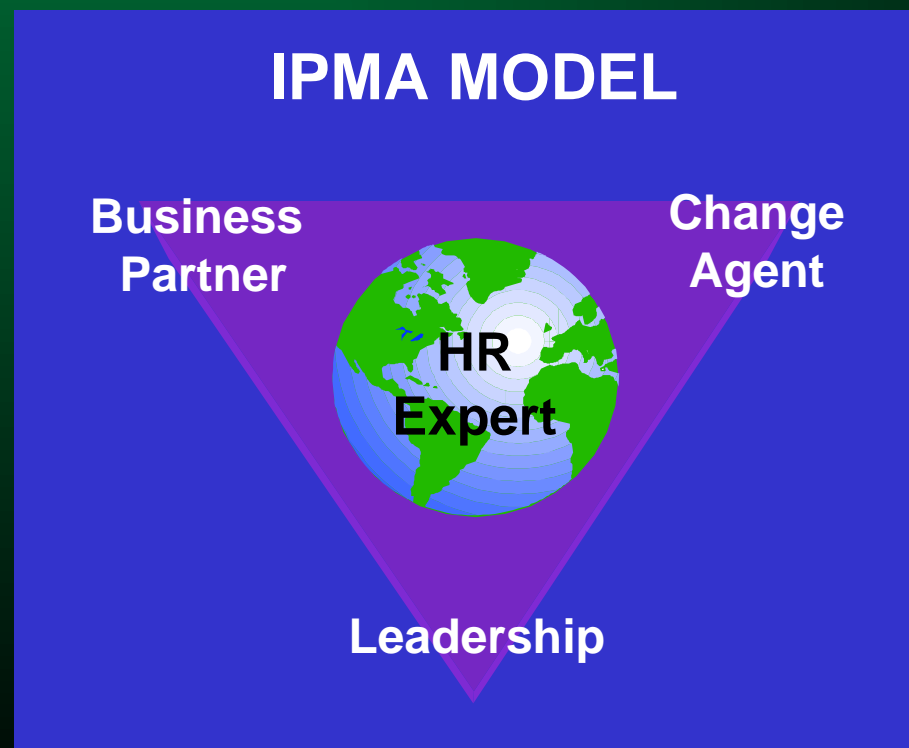 IPMA MODEL
Business
Partner
Change
Agent
HR
Expert
Leadership